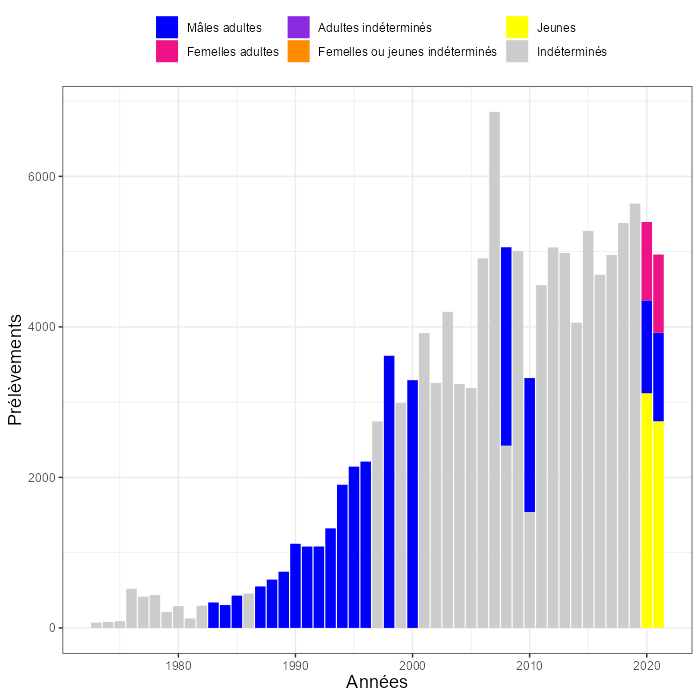 Mâles adultes Adultes indéterminés Jeunes
Femelles adultes Femelles ou jeunes indéterminés Indéterminés
6000
4000
2000
0
Prélèvements
1980 1990 2000 2010 2020
Années